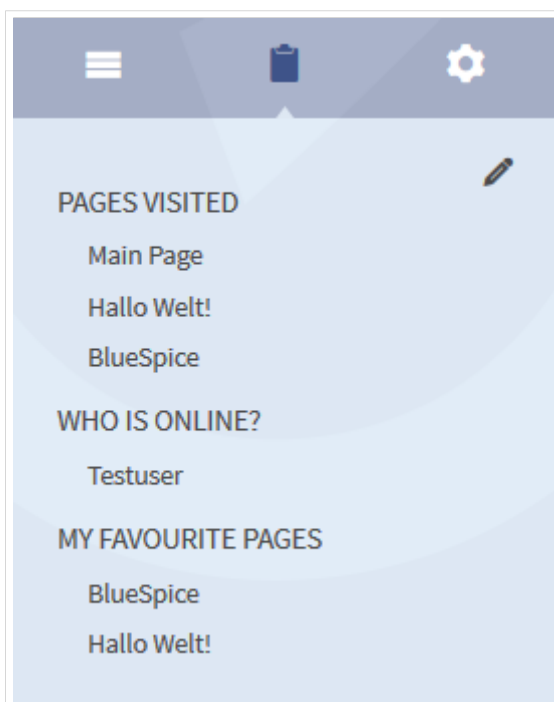 PAGES VISITED
Main Page
Hallo Welt!
BlueSpice
WHO IS ONLINE?
Testuser
MY FAVOURITE PAGES
BlueSpice
Hallo Welt!